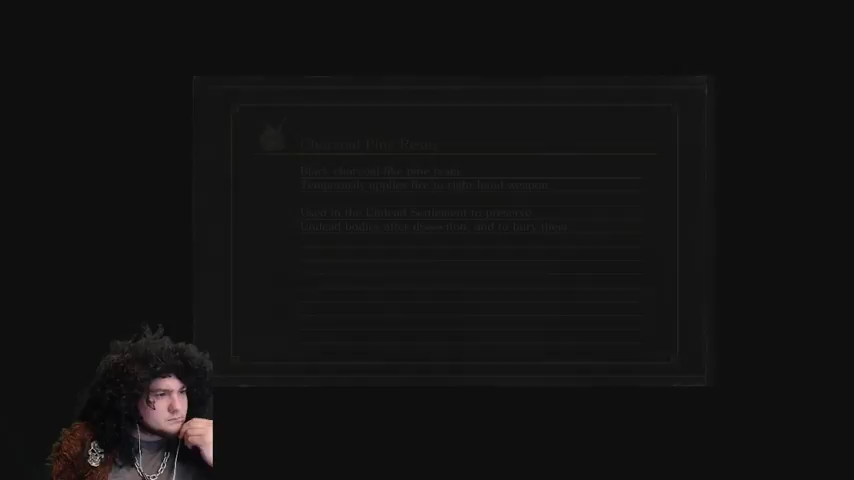 Charcoal Pine Resin
Black charcoal-like pine resin.
Temporarily applies fire to right-hand weapon.
Used in the Undead Settlement to preserve
Undead bodies after dissection, and to bury them.